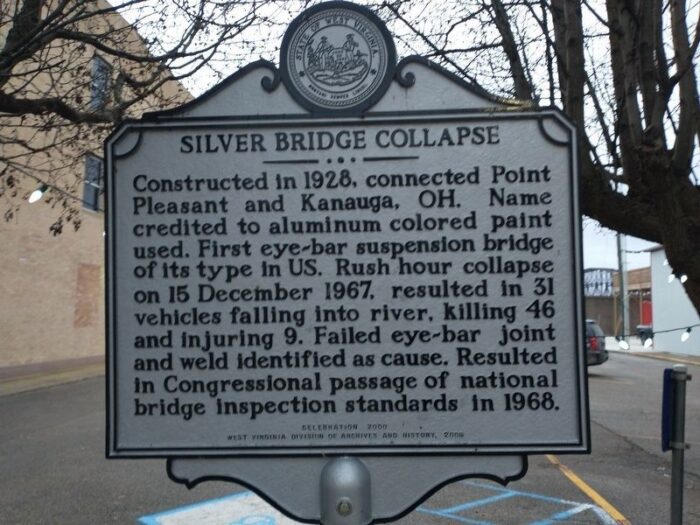 STATE OF WEST VIRGINIA
MONTANI SEMPER LIBERI
SILVER BRIDGE COLLAPSE
Constructed in 1928, connected Point
Pleasant and Kanauga, OH. Name
credited to aluminum colored paint
used. First eye-bar suspension bridge
of its type in US. Rush hour collapse
on 15 December 1967, resulted in 31
vehicles falling into river, killing 46
and injuring 9. Failed eye-bar joint
and weld identified as cause. Resulted
in Congressional passage of national
bridge inspection standards in 1968.
CELEBRATION 2000
WEST VIRGINIA DIVISION OF ARCHIVES AND HISTORY, 2000